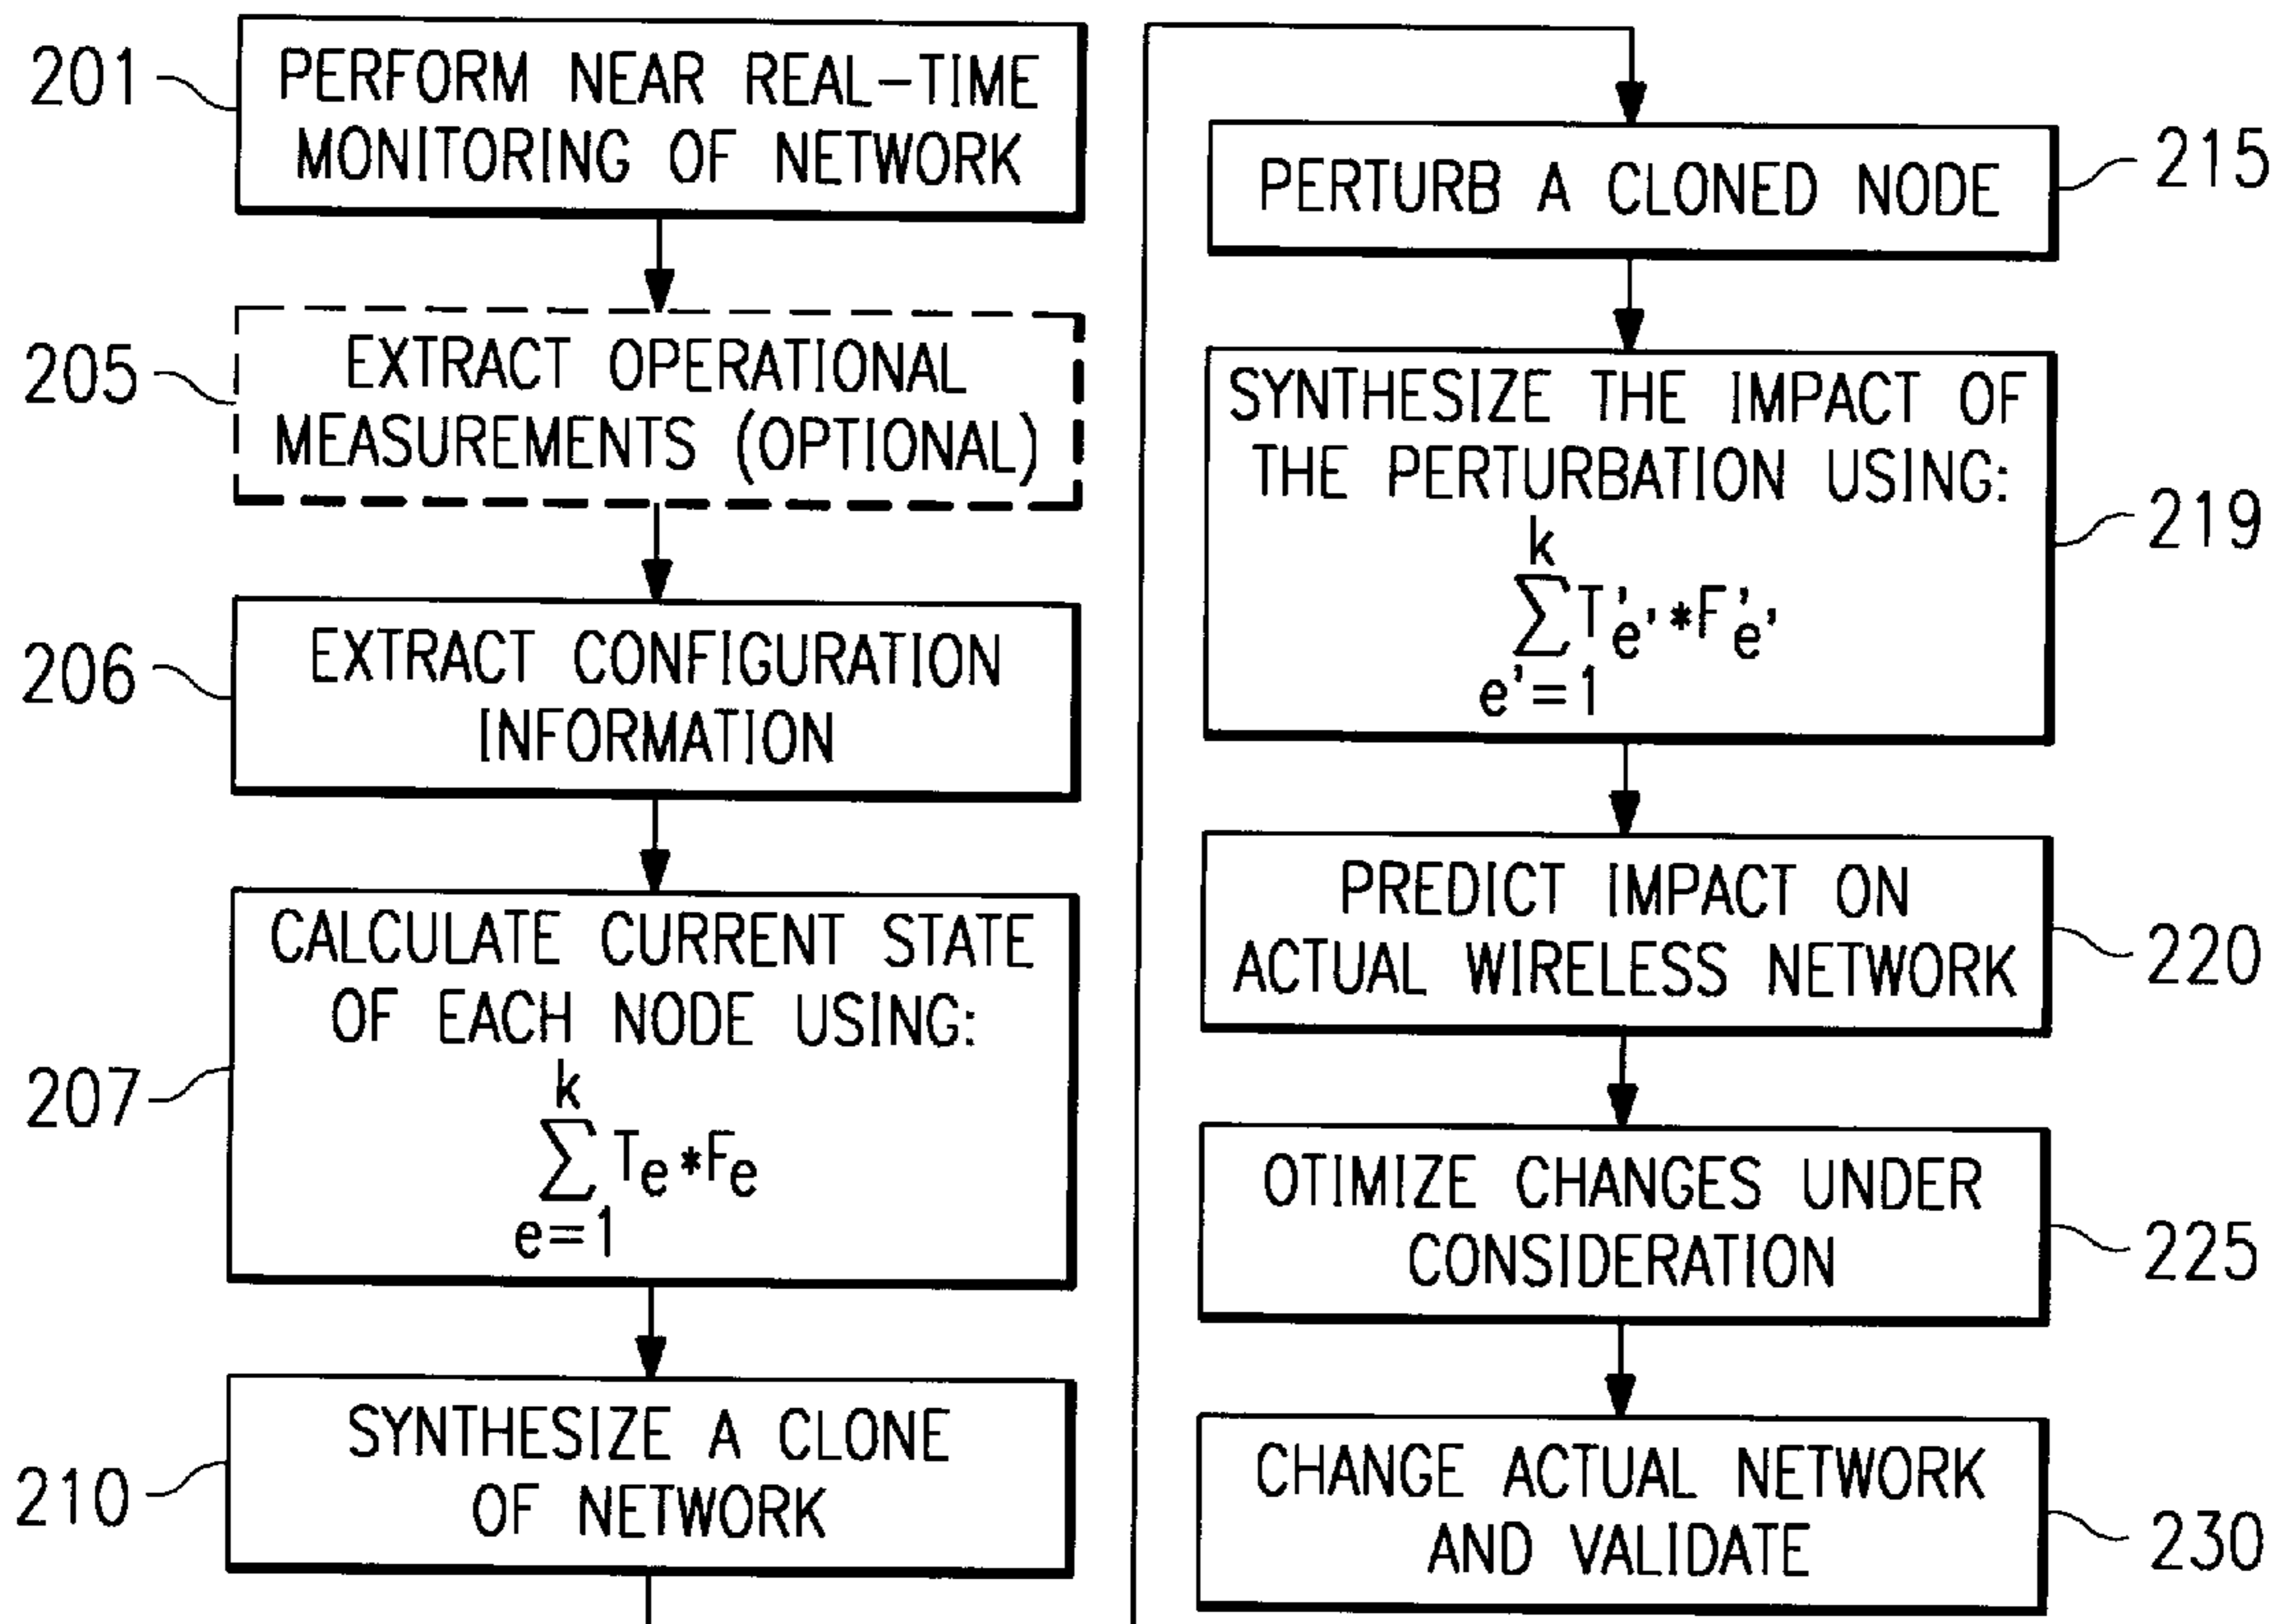 201
PERFORM NEAR REAL-TIME
MONITORING OF NETWORK
205
EXTRACT OPERATIONAL
MEASUREMENTS (OPTIONAL)
206
EXTRACT CONFIGURATION
INFORMATION
207
CALCULATE CURRENT STATE
OF EACH NODE USING:
k
∑ Te*Fe
e=1
210
SYNTHESIZE A CLONE
OF NETWORK
PERTURB A CLONED NODE
215
SYNTHESIZE THE IMPACT OF
THE PERTURBATION USING:
k
∑ T'e'*F'e'
e'=1
219
PREDICT IMPACT ON
ACTUAL WIRELESS NETWORK
220
OTIMIZE CHANGES UNDER
CONSIDERATION
225
CHANGE ACTUAL NETWORK
AND VALIDATE
230